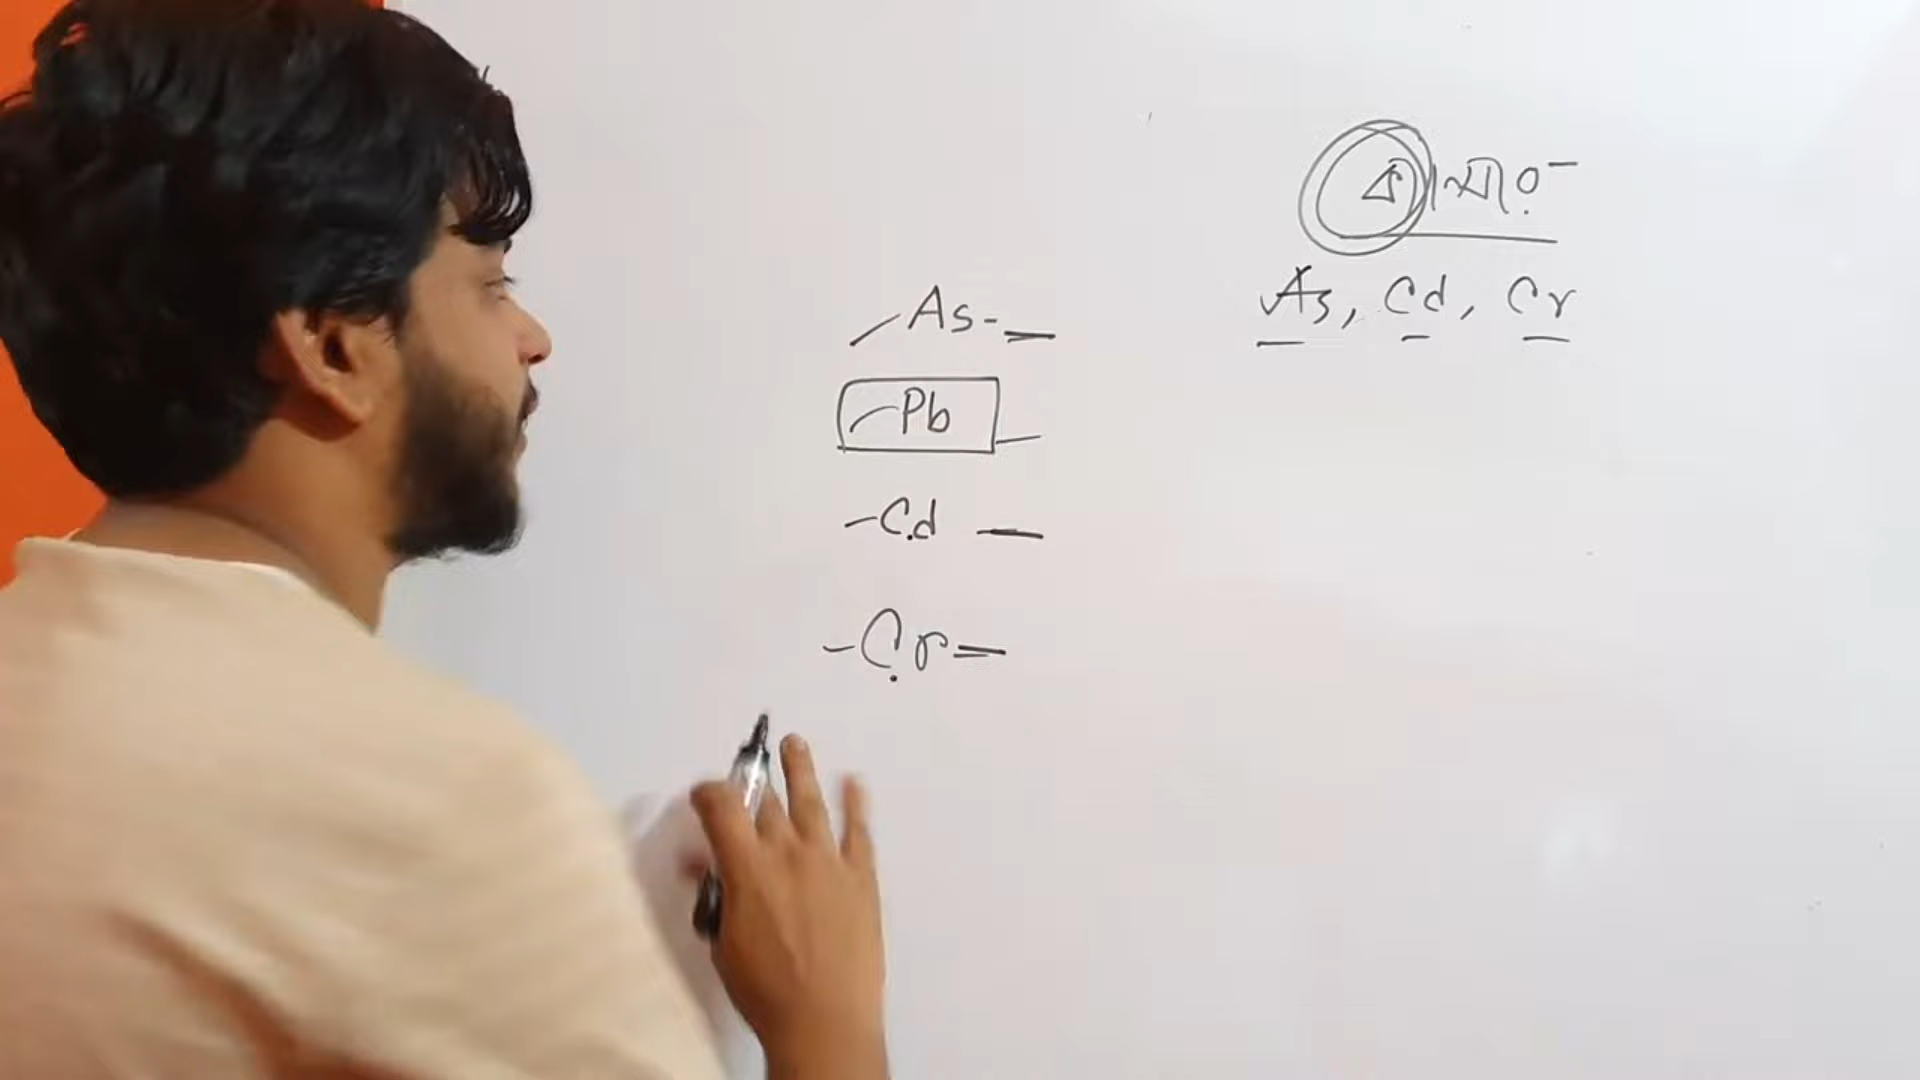 As
Pb
Cd
Cr
As, Cd, Cr